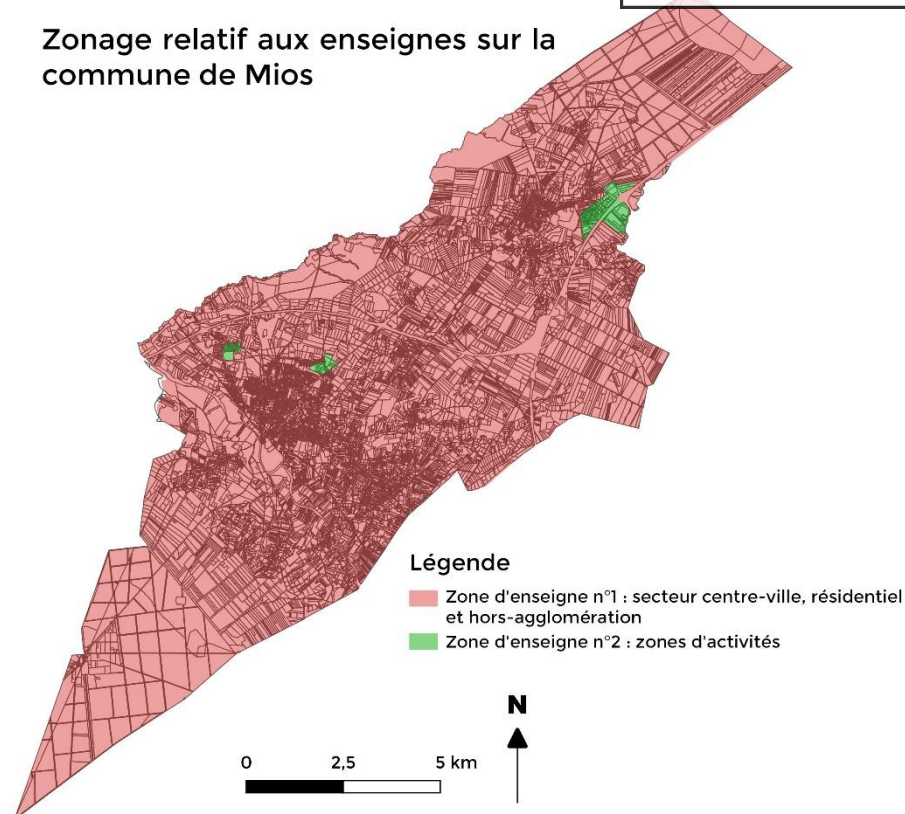 Zonage relatif aux enseignes sur la
commune de Mios
Légende
Zone d'enseigne n°1 : secteur centre-ville, résidentiel
et hors-agglomération
Zone d'enseigne n°2 : zones d'activités
N
0 2,5 5 km